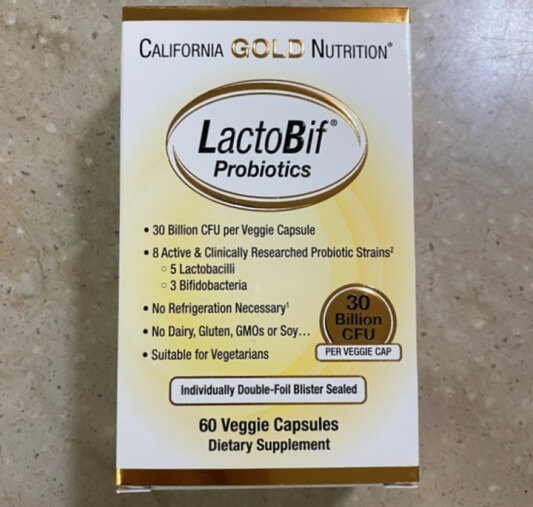 CALIFORNIA GOLD NUTRITION®
LactoBif®
Probiotics
• 30 Billion CFU per Veggie Capsule
• 8 Active & Clinically Researched Probiotic Strains²
○ 5 Lactobacilli
○ 3 Bifidobacteria
• No Refrigeration Necessary¹
• No Dairy, Gluten, GMOs or Soy...
• Suitable for Vegetarians
30
Billion
CFU
PER VEGGIE CAP
Individually Double-Foil Blister Sealed
60 Veggie Capsules
Dietary Supplement